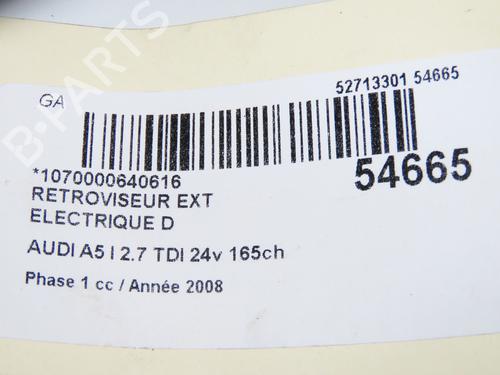 B-PARTS
GA
52713301 54665
*1070000640616
54665
RETROVISEUR EXT
ELECTRIQUE D
AUDI A5 I 2.7 TDI 24v 165ch
Phase 1 cc / Année 2008